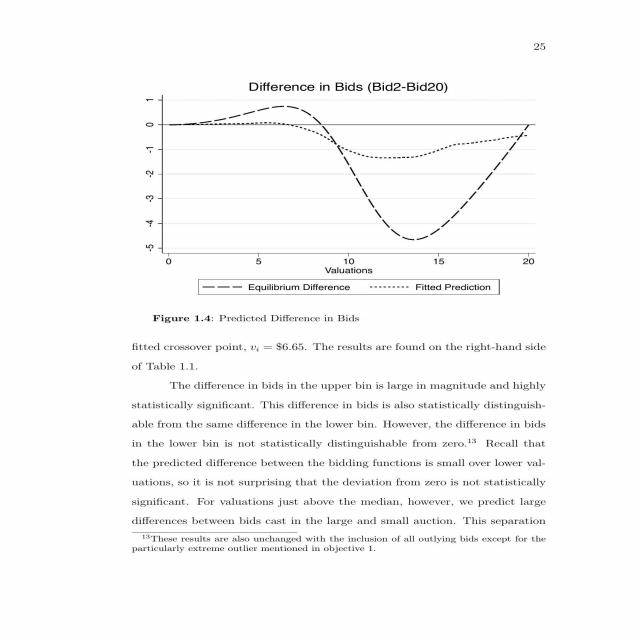 25
Difference in Bids (Bid2-Bid20)
1
0
-1
-2
-3
-4
-5
0 5 10 15 20
Valuations
Equilibrium Difference Fitted Prediction
Figure 1.4: Predicted Difference in Bids
fitted crossover point, vᵢ = $6.65. The results are found on the right-hand side
of Table 1.1.
The difference in bids in the upper bin is large in magnitude and highly
statistically significant. This difference in bids is also statistically distinguish-
able from the same difference in the lower bin. However, the difference in bids
in the lower bin is not statistically distinguishable from zero.¹³ Recall that
the predicted difference between the bidding functions is small over lower val-
uations, so it is not surprising that the deviation from zero is not statistically
significant. For valuations just above the median, however, we predict large
differences between bids cast in the large and small auction. This separation
¹³These results are also unchanged with the inclusion of all outlying bids except for the
particularly extreme outlier mentioned in objective 1.